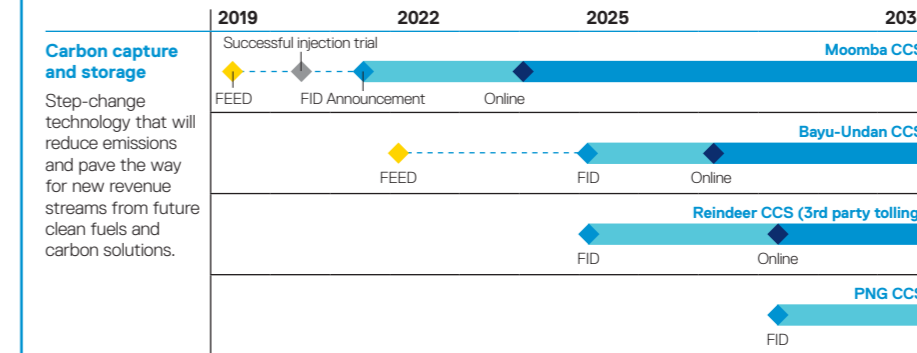 2019 2022 2025 203
Carbon capture
and storage
Step-change
technology that will
reduce emissions
and pave the way
for new revenue
streams from future
clean fuels and
carbon solutions.
Successful injection trial
Moomba CCS
FEED FID Announcement Online
Bayu-Undan CCS
FEED FID Online
Reindeer CCS (3rd party tolling
FID Online
PNG CCS
FID